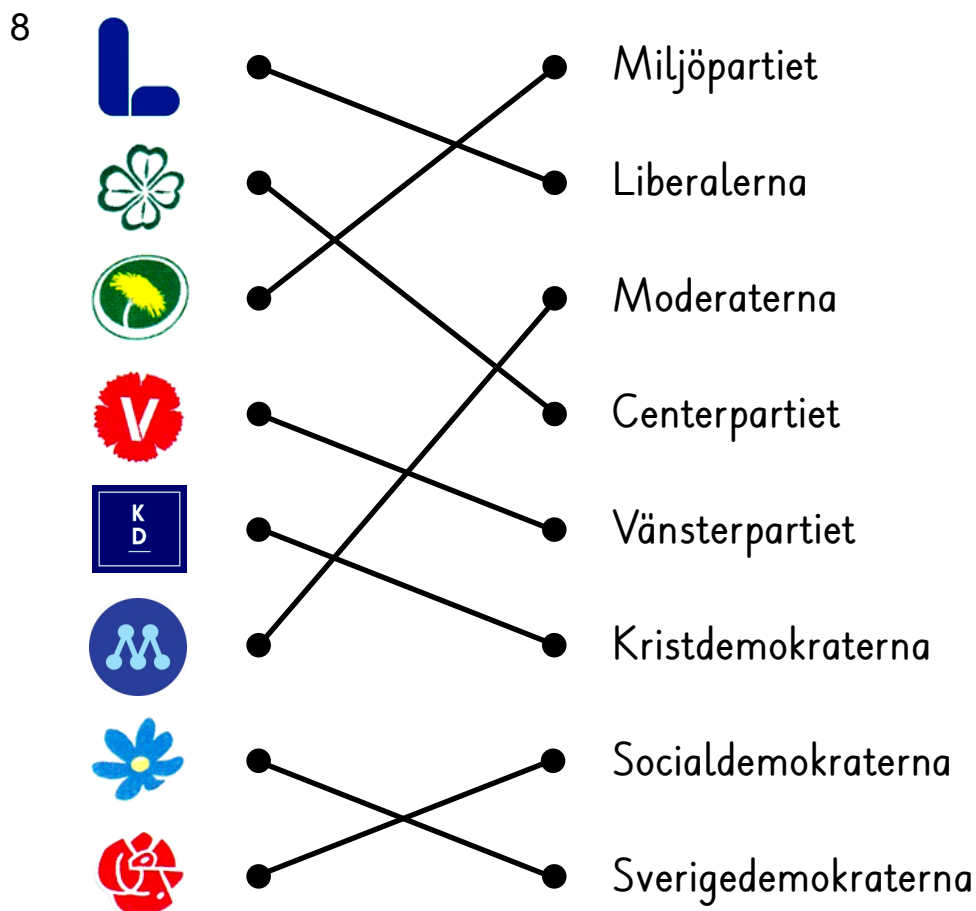 8
Miljöpartiet
Liberalerna
Moderaterna
Centerpartiet
V
Vänsterpartiet
K
D
Kristdemokraterna
M
Socialdemokraterna
Sverigedemokraterna